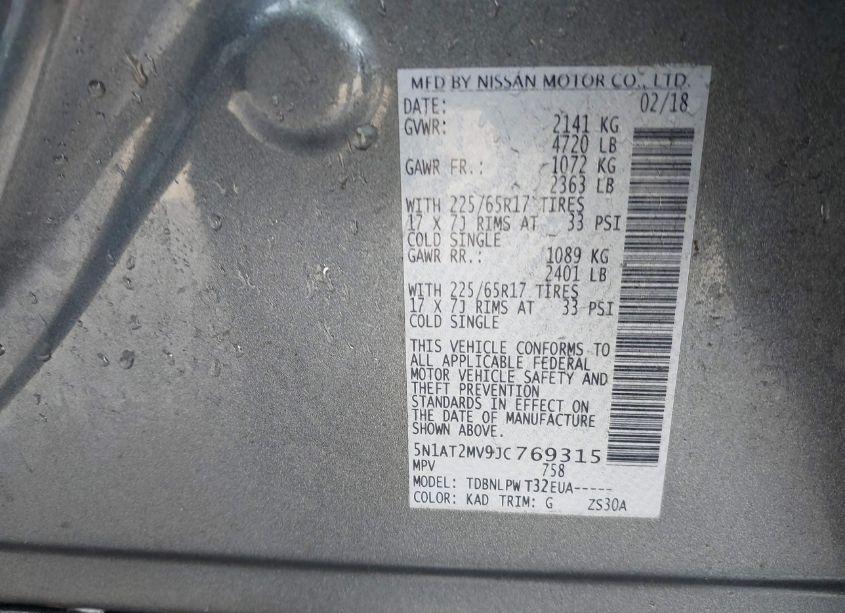 MFD BY NISSAN MOTOR CO., LTD.
DATE: 02/18
GVWR: 2141 KG
4720 LB
GAWR FR.: 1072 KG
2363 LB
WITH 225/65R17 TIRES
17 X 7J RIMS AT 33 PSI
COLD SINGLE
GAWR RR.: 1089 KG
2401 LB
WITH 225/65R17 TIRES
17 X 7J RIMS AT 33 PSI
COLD SINGLE
THIS VEHICLE CONFORMS TO
ALL APPLICABLE FEDERAL
MOTOR VEHICLE SAFETY AND
THEFT PREVENTION
STANDARDS IN EFFECT ON
THE DATE OF MANUFACTURE
SHOWN ABOVE.
5N1AT2MV9JC769315
MPV 758
MODEL: TDBNLPW T32EUA-----
COLOR: KAD TRIM: G ZS30A